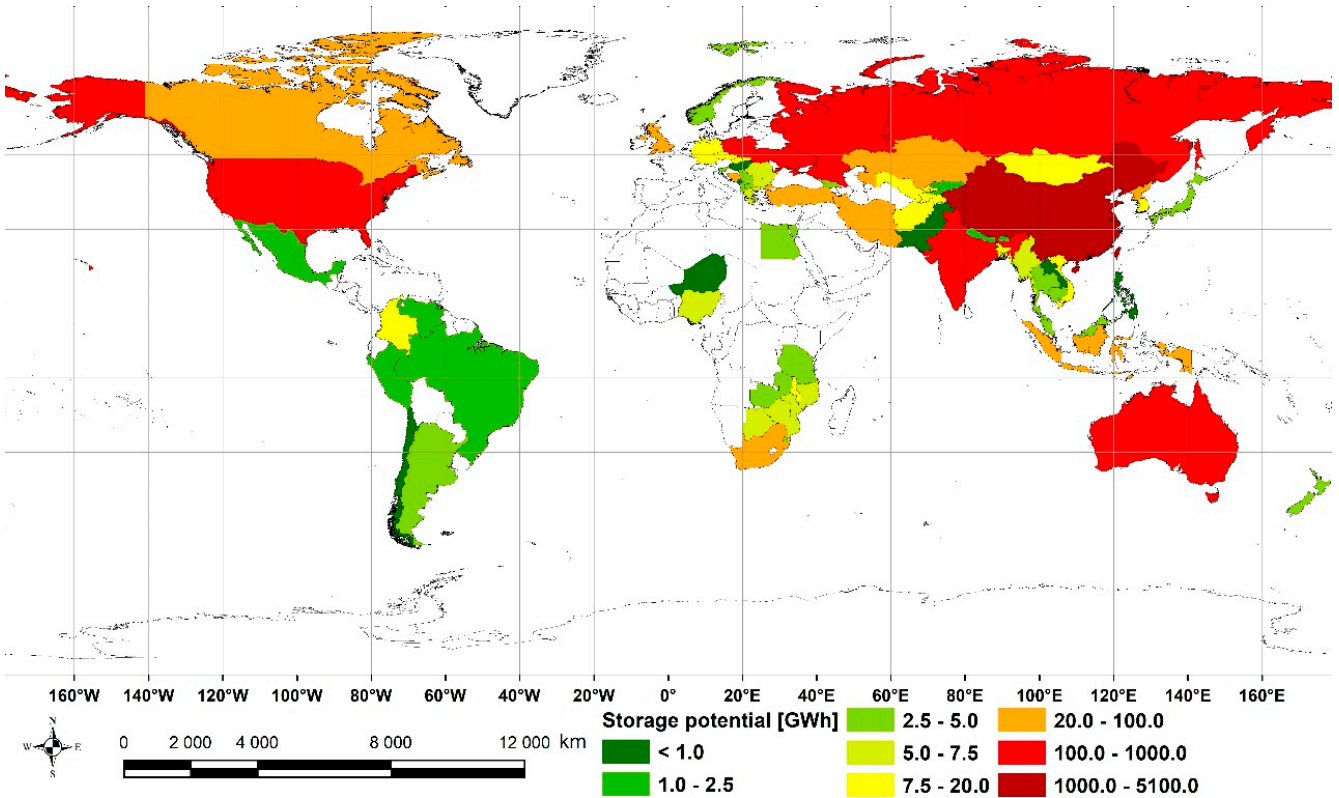 160°W 140°W 120°W 100°W 80°W 60°W 40°W 20°W 0° 20°E 40°E 60°E 80°E 100°E 120°E 140°E 160°E
N
W E
S
0 2 000 4 000 8 000 12 000 km
Storage potential [GWh]
< 1.0
1.0 - 2.5
2.5 - 5.0
5.0 - 7.5
7.5 - 20.0
20.0 - 100.0
100.0 - 1000.0
1000.0 - 5100.0